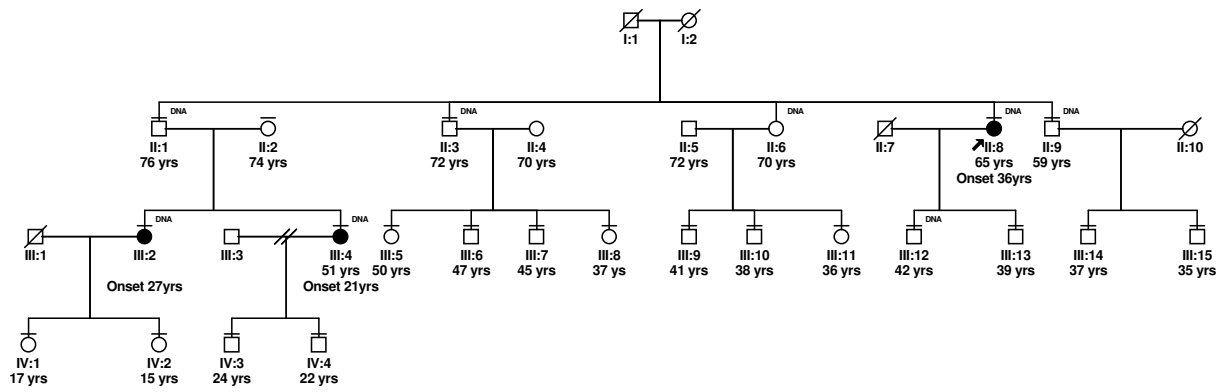 I:1 I:2
DNA DNA DNA DNA DNA
II:1 II:2 II:3 II:4 II:5 II:6 II:7 II:8 II:9 II:10
76 yrs 74 yrs 72 yrs 70 yrs 72 yrs 70 yrs 65 yrs 59 yrs
Onset 36yrs
DNA DNA DNA
III:1 III:2 III:3 III:4 III:5 III:6 III:7 III:8 III:9 III:10 III:11 III:12 III:13 III:14 III:15
51 yrs 50 yrs 47 yrs 45 yrs 37 ys 41 yrs 38 yrs 36 yrs 42 yrs 39 yrs 37 yrs 35 yrs
Onset 27yrs Onset 21yrs
IV:1 IV:2 IV:3 IV:4
17 yrs 15 yrs 24 yrs 22 yrs